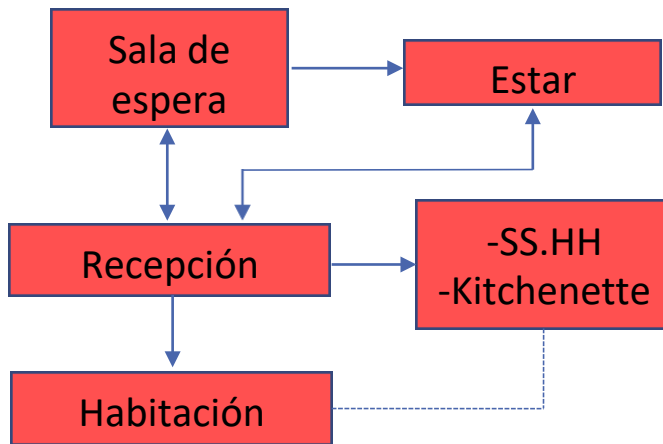 Sala de
espera
Estar
Recepción
-SS.HH
-Kitchenette
Habitación